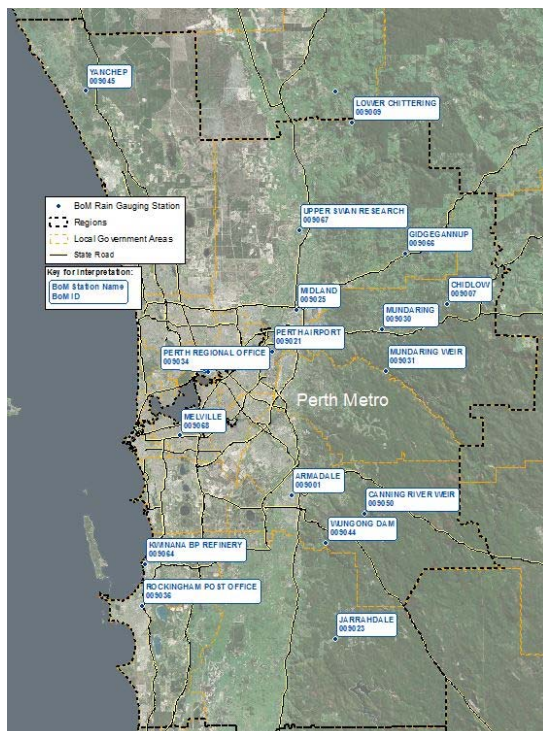 YANCHEP
009045
LOWER CHITTERING
009009
BoM Rain Gauging Station
Regions
Local Government Areas
State Road
Key for Interpretation:
BoM Station Name
BoM ID
UPPER SWAN RESEARCH
009067
GIDGEGANNUP
009066
CHIDLOW
009007
MIDLAND
009025
MUNDARING
009030
PERTH AIRPORT
009021
PERTH REGIONAL OFFICE
009034
MUNDARING WEIR
009031
Perth Metro
MELVILLE
009068
ARMADALE
009001
CANNING RIVER WEIR
009050
WUNGONG DAM
009044
KWINANA BP REFINERY
009064
ROCKINGHAM POST OFFICE
009036
JARRAHDALE
009023